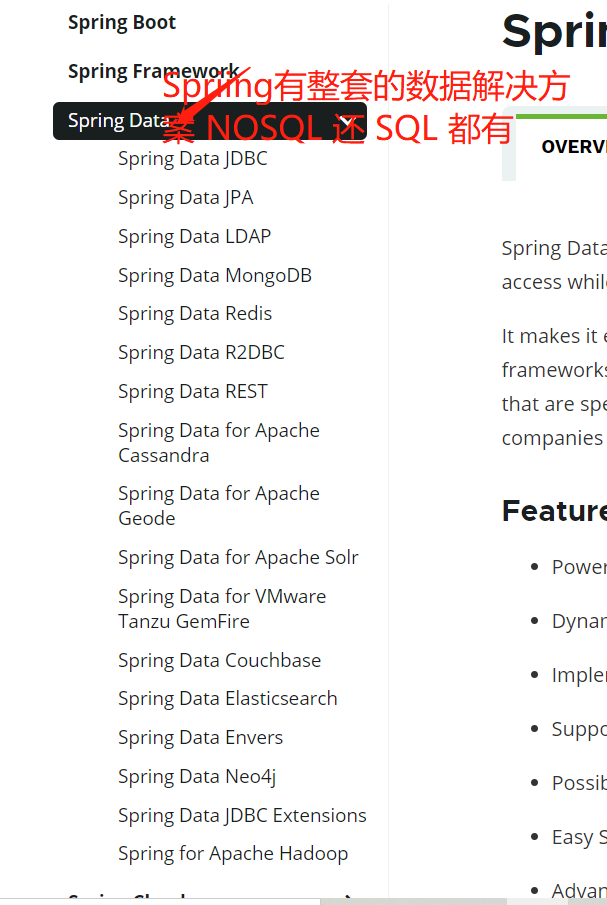 Spring Boot
Spring Framework
Spring有整套的数据解决方
案 NOSQL 还 SQL 都有
Spring Data
Spring Data JDBC
Spring Data JPA
Spring Data LDAP
Spring Data MongoDB
Spring Data Redis
Spring Data R2DBC
Spring Data REST
Spring Data for Apache
Cassandra
Spring Data for Apache
Geode
Spring Data for Apache Solr
Spring Data for VMware
Tanzu GemFire
Spring Data Couchbase
Spring Data Elasticsearch
Spring Data Envers
Spring Data Neo4j
Spring Data JDBC Extensions
Spring for Apache Hadoop
Sprin
OVERV
Spring Data
access whil
It makes it
frameworks
that are spe
companies
Feature
Power
Dynar
Imple
Suppo
Possib
Easy S
Advan